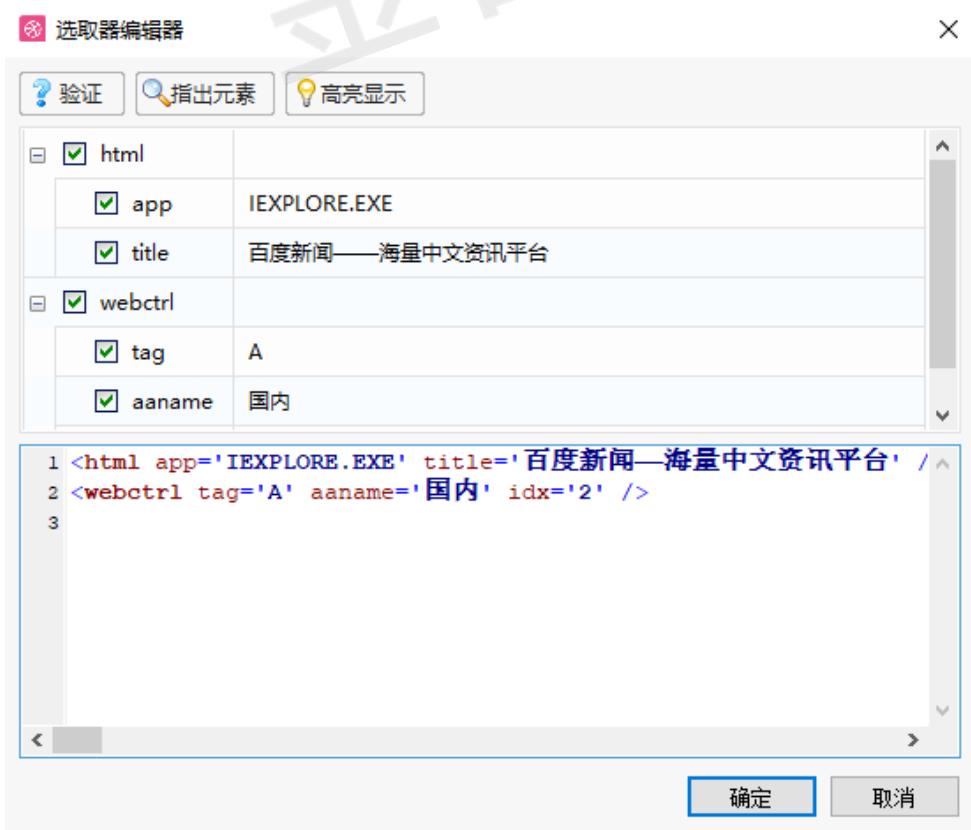 选取器编辑器
验证 指出元素 高亮显示
html
app IEXPLORE.EXE
title 百度新闻——海量中文资讯平台
webctrl
tag A
aaname 国内
1 <html app='IEXPLORE.EXE' title='百度新闻—海量中文资讯平台' /
2 <webctrl tag='A' aaname='国内' idx='2' />
3
确定 取消